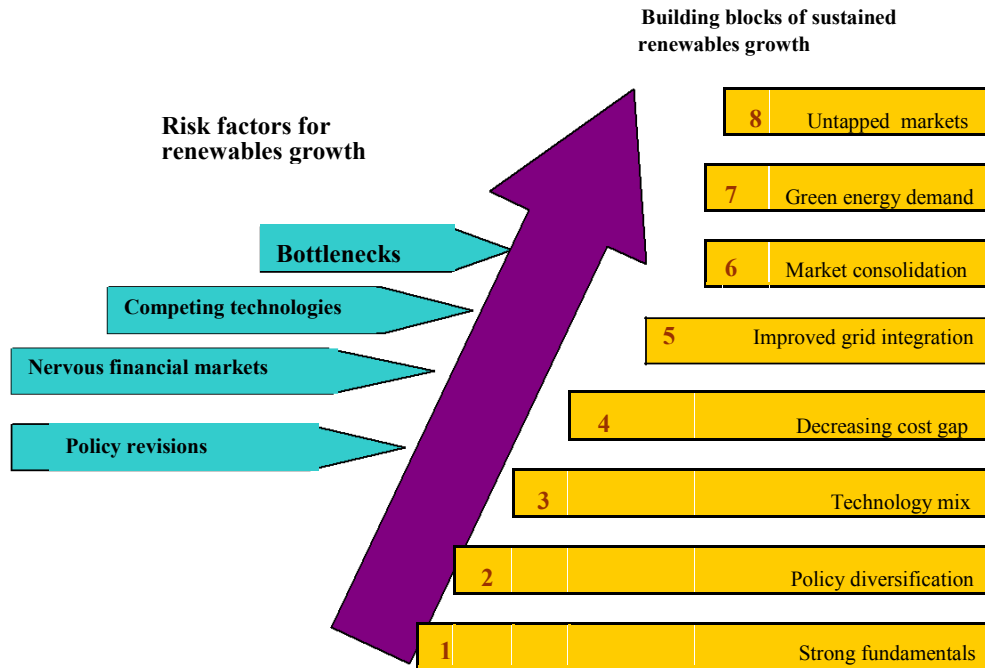 Building blocks of sustained
renewables growth
Risk factors for
renewables growth
Bottlenecks
Competing technologies
Nervous financial markets
Policy revisions
8 Untapped markets
7 Green energy demand
6 Market consolidation
5 Improved grid integration
4 Decreasing cost gap
3 Technology mix
2 Policy diversification
1 Strong fundamentals